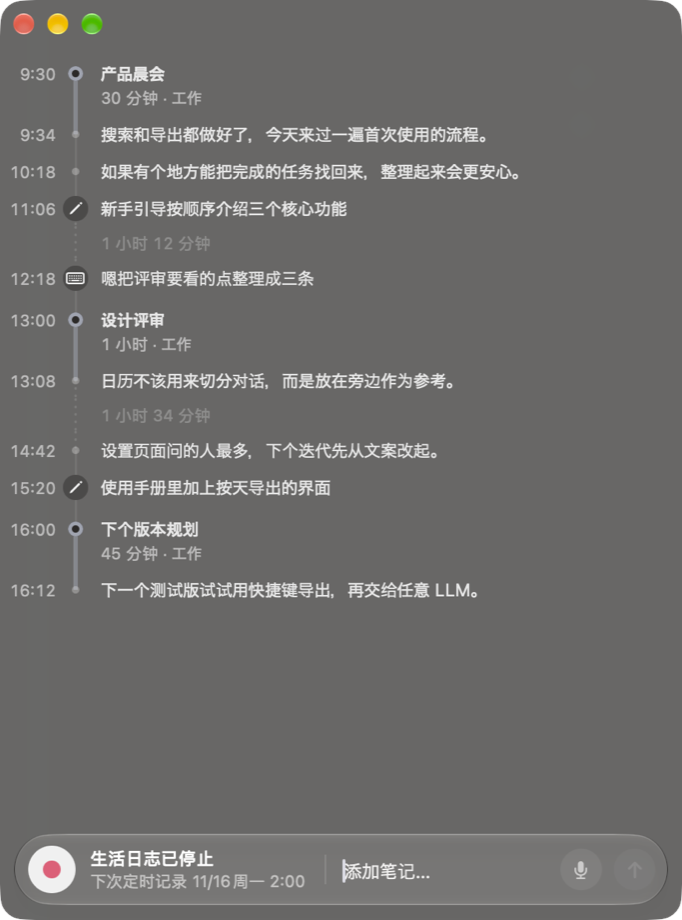 9:30 产品晨会
30 分钟 · 工作
9:34 搜索和导出都做好了，今天来过一遍首次使用的流程。
10:18 如果有个地方能把完成的任务找回来，整理起来会更安心。
11:06 新手引导按顺序介绍三个核心功能
1 小时 12 分钟
12:18 嗯把评审要看的点整理成三条
13:00 设计评审
1 小时 · 工作
13:08 日历不该用来切分对话，而是放在旁边作为参考。
1 小时 34 分钟
14:42 设置页面问的人最多，下个迭代先从文案改起。
15:20 使用手册里加上按天导出的界面
16:00 下个版本规划
45 分钟 · 工作
16:12 下一个测试版试试用快捷键导出，再交给任意 LLM。
生活日志已停止
下次定时记录 11/16 周一 2:00
添加笔记...